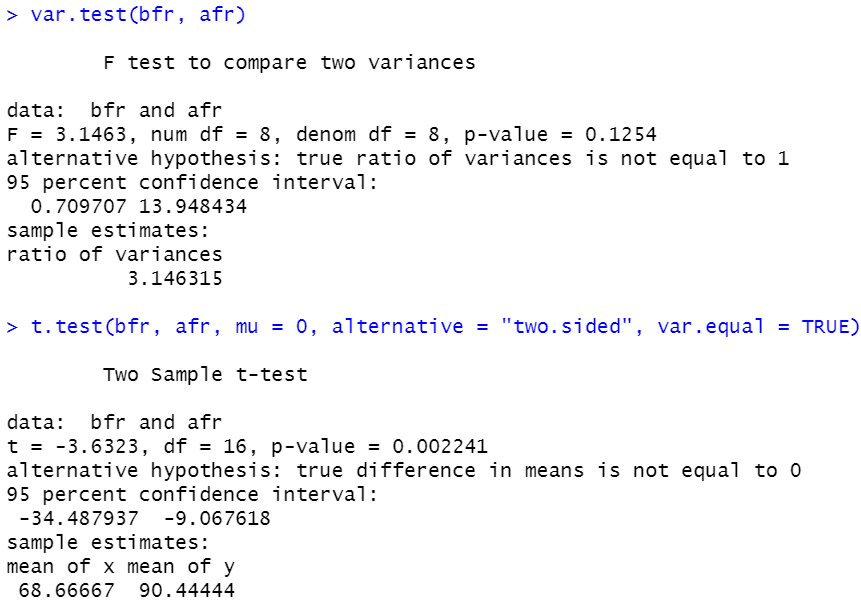 > var.test(bfr, afr)
F test to compare two variances
data:  bfr and afr
F = 3.1463, num df = 8, denom df = 8, p-value = 0.1254
alternative hypothesis: true ratio of variances is not equal to 1
95 percent confidence interval:
0.709707 13.948434
sample estimates:
ratio of variances
3.146315
> t.test(bfr, afr, mu = 0, alternative = "two.sided", var.equal = TRUE)
Two Sample t-test
data:  bfr and afr
t = -3.6323, df = 16, p-value = 0.002241
alternative hypothesis: true difference in means is not equal to 0
95 percent confidence interval:
-34.487937  -9.067618
sample estimates:
mean of x mean of y
68.66667  90.44444